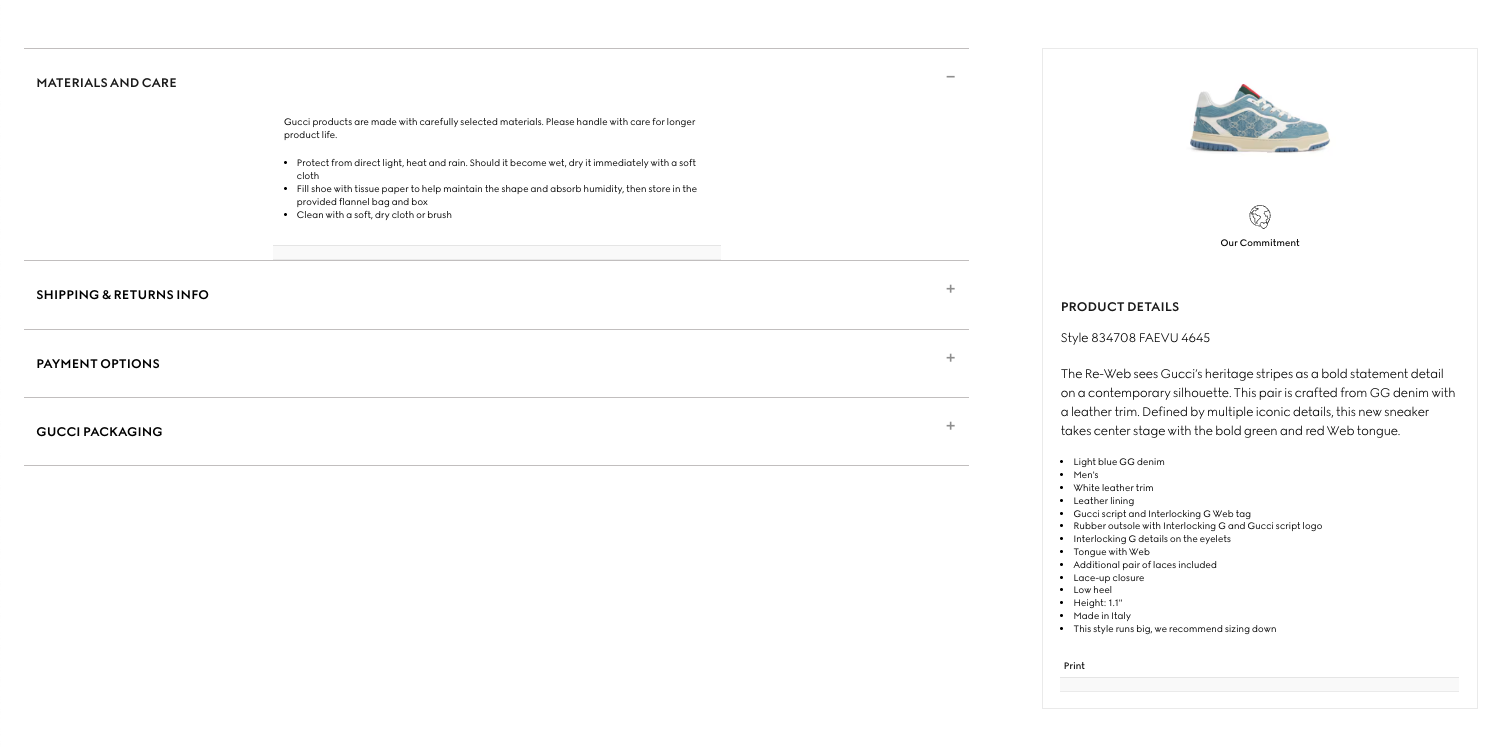 MATERIALS AND CARE
Gucci products are made with carefully selected materials. Please handle with care for longer
product life.
• Protect from direct light, heat and rain. Should it become wet, dry it immediately with a soft
cloth
• Fill shoe with tissue paper to help maintain the shape and absorb humidity, then store in the
provided flannel bag and box
• Clean with a soft, dry cloth or brush
SHIPPING & RETURNS INFO
PAYMENT OPTIONS
GUCCI PACKAGING
Our Commitment
PRODUCT DETAILS
Style 834708 FAEVU 4645
The Re-Web sees Gucci's heritage stripes as a bold statement detail
on a contemporary silhouette. This pair is crafted from GG denim with
a leather trim. Defined by multiple iconic details, this new sneaker
takes center stage with the bold green and red Web tongue.
• Light blue GG denim
• Men's
• White leather trim
• Leather lining
• Gucci script and Interlocking G Web tag
• Rubber outsole with Interlocking G and Gucci script logo
• Interlocking G details on the eyelets
• Tongue with Web
• Additional pair of laces included
• Lace-up closure
• Low heel
• Height: 1.1"
• Made in Italy
• This style runs big, we recommend sizing down
Print